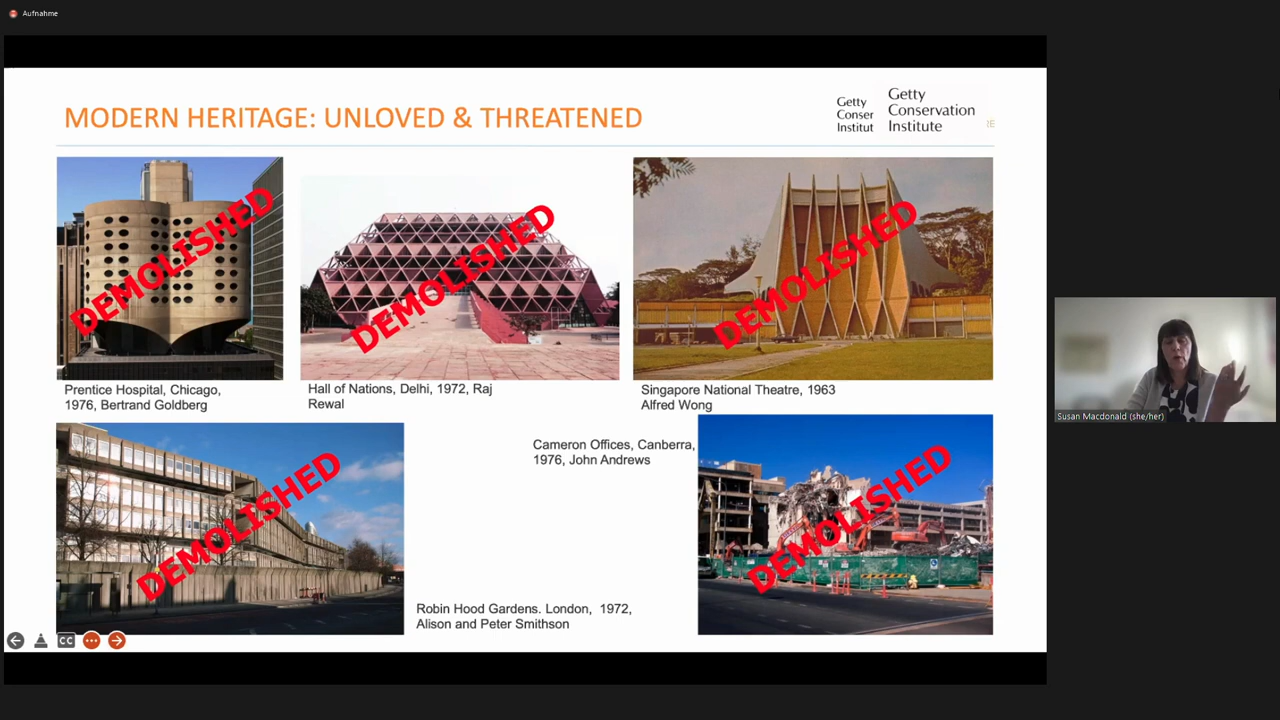 Aufnahme
MODERN HERITAGE: UNLOVED & THREATENED
Getty
Conser
Institut
Getty
Conservation
Institute
RE
DEMOLISHED
DEMOLISHED
DEMOLISHED
Prentice Hospital, Chicago,
1976, Bertrand Goldberg
Hall of Nations, Delhi, 1972, Raj
Rewal
Singapore National Theatre, 1963
Alfred Wong
Susan Macdonald (she/her)
DEMOLISHED
Cameron Offices, Canberra,
1976, John Andrews
DEMOLISHED
Robin Hood Gardens. London, 1972,
Alison and Peter Smithson
CC